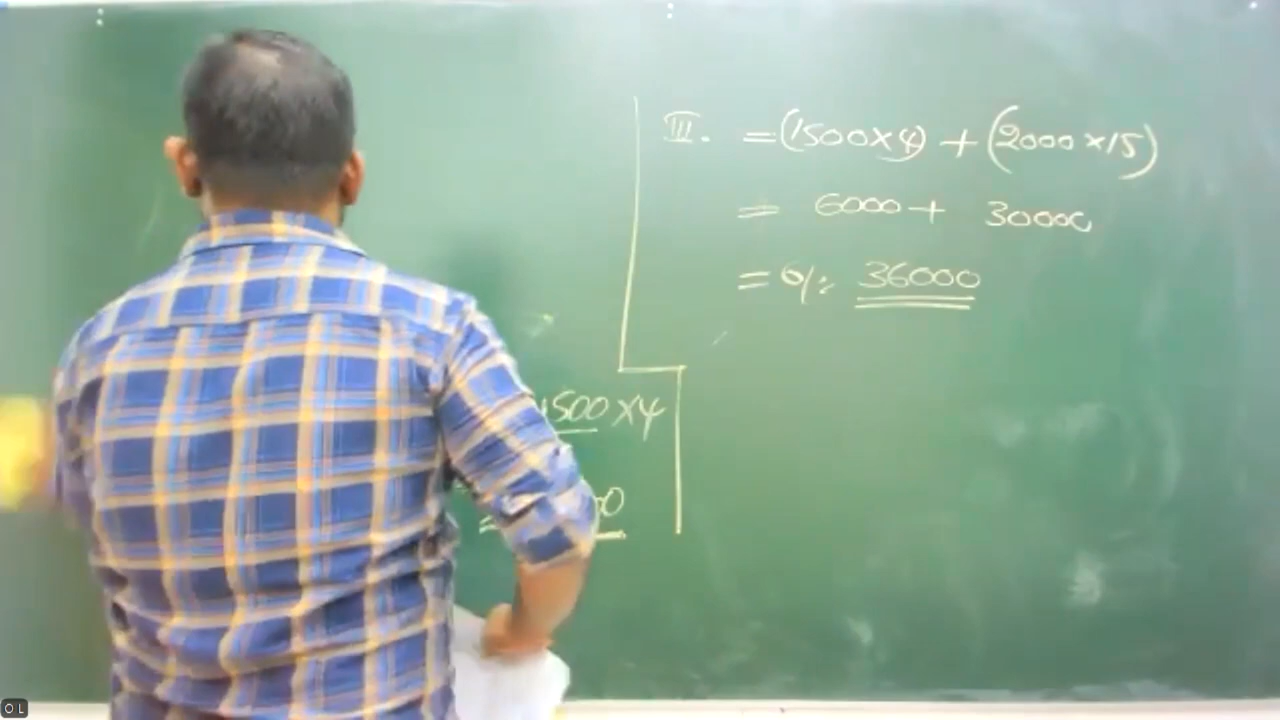 III. = (1500 × 4) + (2000 × 15)
= 6000 + 30000
= රු: 36000
1500 × 4
=
O L